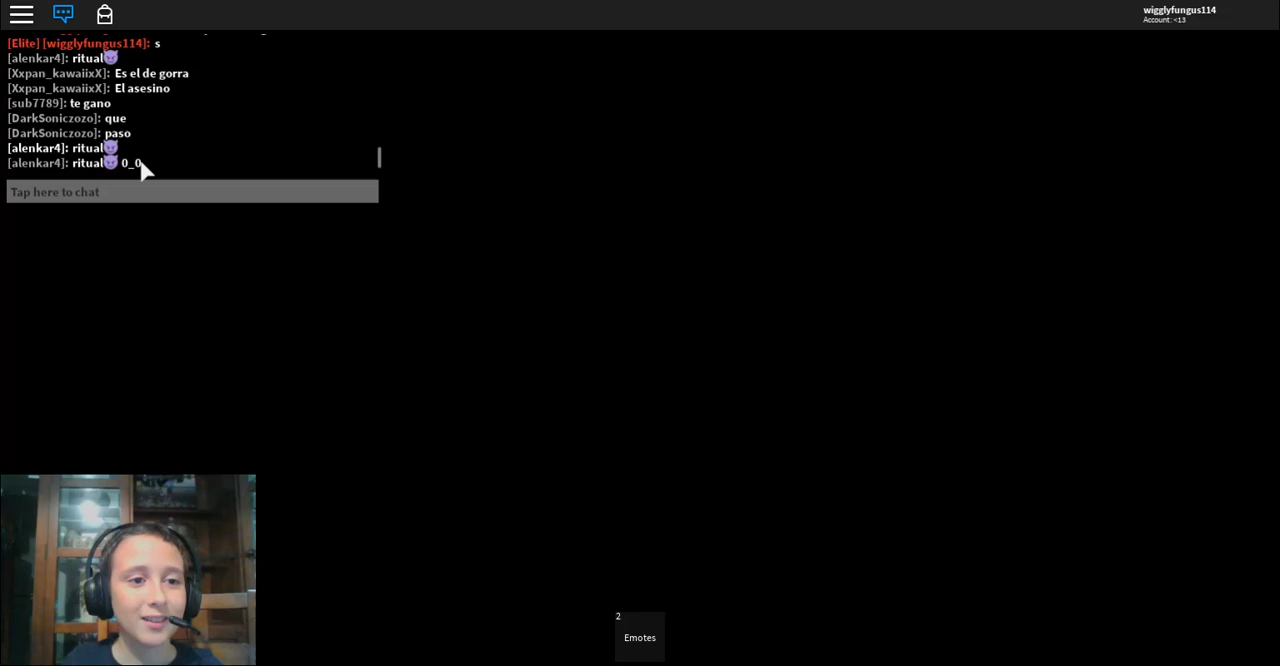 wigglyfungus114
Account: <13
[Elite] [wigglyfungus114]: s
[alenkar4]: ritual😈
[Xxpan_kawaiixX]: Es el de gorra
[Xxpan_kawaiixX]: El asesino
[sub7789]: te gano
[DarkSoniczozo]: que
[DarkSoniczozo]: paso
[alenkar4]: ritual😈
[alenkar4]: ritual😈 0_0
Tap here to chat
2
Emotes